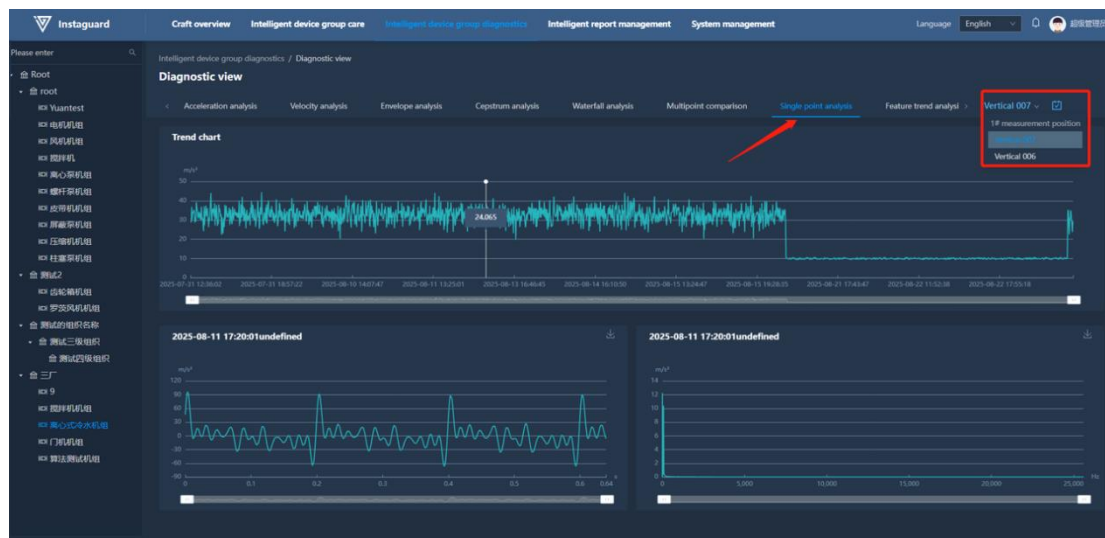 Instaguard
Craft overview
Intelligent device group care
Intelligent device group diagnostics
Intelligent report management
System management
Language
English
超级管理员
Please enter
Root
root
Yuantest
电机机组
风机机组
搅拌机
离心泵机组
螺杆泵机组
皮带机机组
屏蔽泵机组
压缩机机组
柱塞泵机组
测试2
齿轮箱机组
罗茨风机机组
测试的组织名称
测试三级组织
测试四级组织
三厂
9
搅拌机机组
离心式冷水机组
门机机组
算法测试机组
Intelligent device group diagnostics / Diagnostic view
Diagnostic view
Acceleration analysis
Velocity analysis
Envelope analysis
Cepstrum analysis
Waterfall analysis
Multipoint comparison
Single point analysis
Feature trend analysi
Vertical 007
1# measurement position
Vertical 007
Vertical 006
Trend chart
m/s²
50
40
30
20
10
0
24.065
2025-07-31 12:06:02
2025-07-31 18:57:22
2025-08-10 14:07:47
2025-08-11 13:25:01
2025-08-13 16:46:45
2025-08-14 16:10:50
2025-08-15 13:24:47
2025-08-15 19:28:35
2025-08-21 17:43:47
2025-08-22 11:52:38
2025-08-22 17:55:18
2025-08-11 17:20:01undefined
m/s²
120
90
60
30
0
-30
-60
-90
0
0.1
0.2
0.3
0.4
0.5
0.6
0.64
s
2025-08-11 17:20:01undefined
m/s²
14
12
10
8
6
4
2
0
0
5,000
10,000
15,000
20,000
25,000
Hz